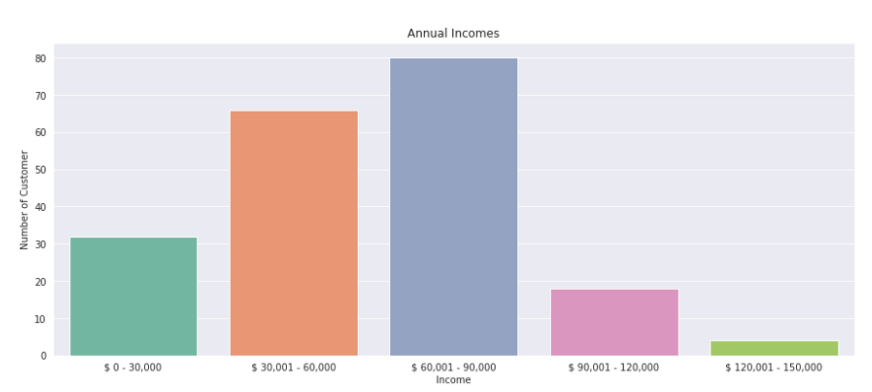 Annual Incomes
80
70
60
50
40
30
20
10
0
Number of Customer
$ 0 - 30,000
$ 30,001 - 60,000
$ 60,001 - 90,000
$ 90,001 - 120,000
$ 120,001 - 150,000
Income